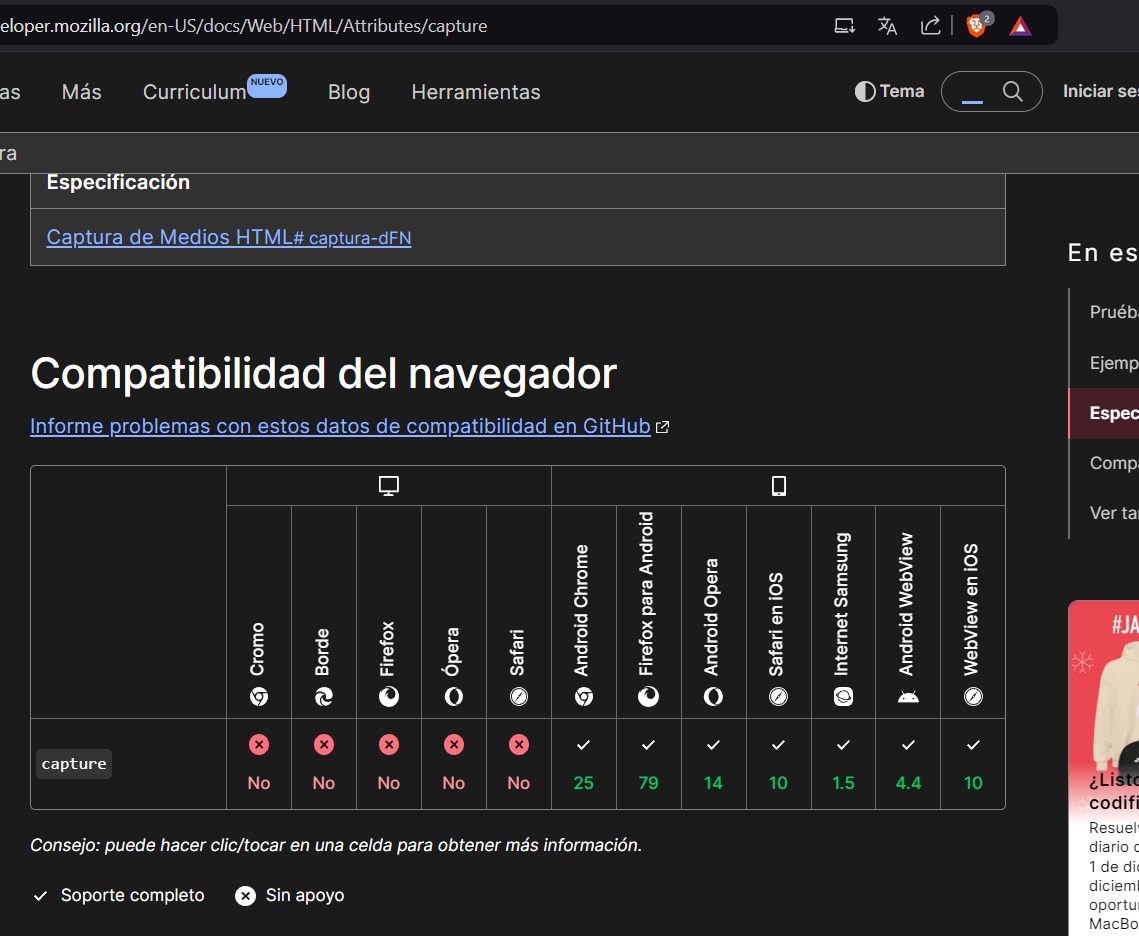 eloper.mozilla.org/en-US/docs/Web/HTML/Attributes/capture
2
as Más Curriculum NUEVO Blog Herramientas Tema Iniciar ses
ra
Especificación
Captura de Medios HTML# captura-dFN
En es
Pruéba
Ejemp
Espec
Compa
Ver tar
Compatibilidad del navegador
Informe problemas con estos datos de compatibilidad en GitHub
Cromo
Borde
Firefox
Ópera
Safari
Android Chrome
Firefox para Android
Android Opera
Safari en iOS
Internet Samsung
Android WebView
WebView en iOS
capture
No No No No No 25 79 14 10 1.5 4.4 10
Consejo: puede hacer clic/tocar en una celda para obtener más información.
Soporte completo Sin apoyo
#JA
¿Listo
codifi
Resuelv
diario d
1 de dic
diciemb
oportun
MacBo